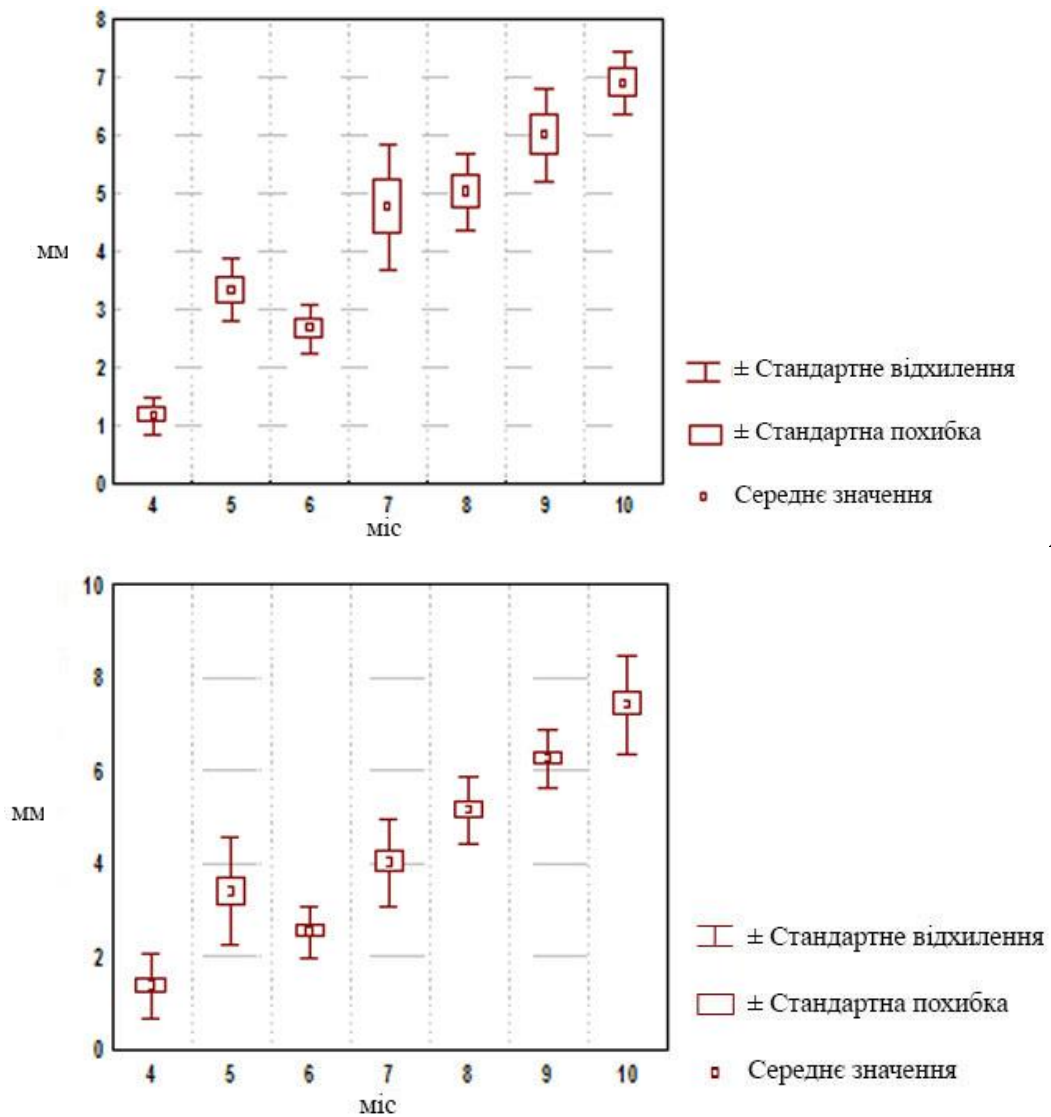 8
7
6
5
4
3
2
1
0
мм
4 5 6 7 8 9 10
міс
± Стандартне відхилення
± Стандартна похибка
Середнє значення
10
8
6
4
2
0
мм
4 5 6 7 8 9 10
міс
± Стандартне відхилення
± Стандартна похибка
Середнє значення